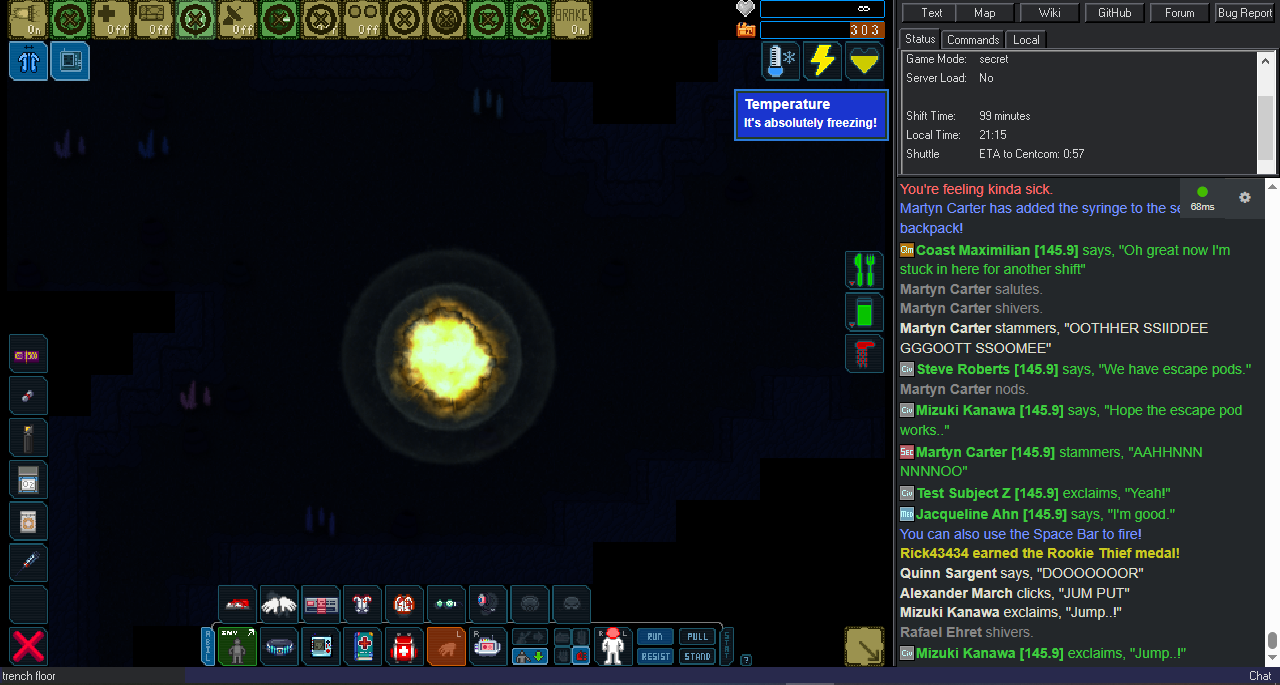 On
Off
Off
Off
Off
Off
BRAKE
On
303
Temperature
It's absolutely freezing!
Text
Map
Wiki
GitHub
Forum
Bug Report
Status
Commands
Local
Game Mode: secret
Server Load: No
Shift Time: 99 minutes
Local Time: 21:15
Shuttle ETA to Centcom: 0:57
68ms
You're feeling kinda sick.
Martyn Carter has added the syringe to the
backpack!
Coast Maximilian [145.9] says, "Oh great now I'm
stuck in here for another shift"
Martyn Carter salutes.
Martyn Carter shivers.
Martyn Carter stammers, "OOTHHER SSIIDDEE
GGGOOTT SSOOMEE"
Civ Steve Roberts [145.9] says, "We have escape pods."
Martyn Carter nods.
Civ Mizuki Kanawa [145.9] says, "Hope the escape pod
works.."
Sec Martyn Carter [145.9] stammers, "AAHHNNN
NNNNOO"
Civ Test Subject Z [145.9] exclaims, "Yeah!"
Med Jacqueline Ahn [145.9] says, "I'm good."
You can also use the Space Bar to fire!
Rick43434 earned the Rookie Thief medal!
Quinn Sargent says, "DOOOOOOR"
Alexander March clicks, "JUM PUT"
Mizuki Kanawa exclaims, "Jump..!"
Rafael Ehret shivers.
Civ Mizuki Kanawa [145.9] exclaims, "Jump..!"
L
R
L
RUN
PULL
RESIST
STAND
?
trench floor
Chat